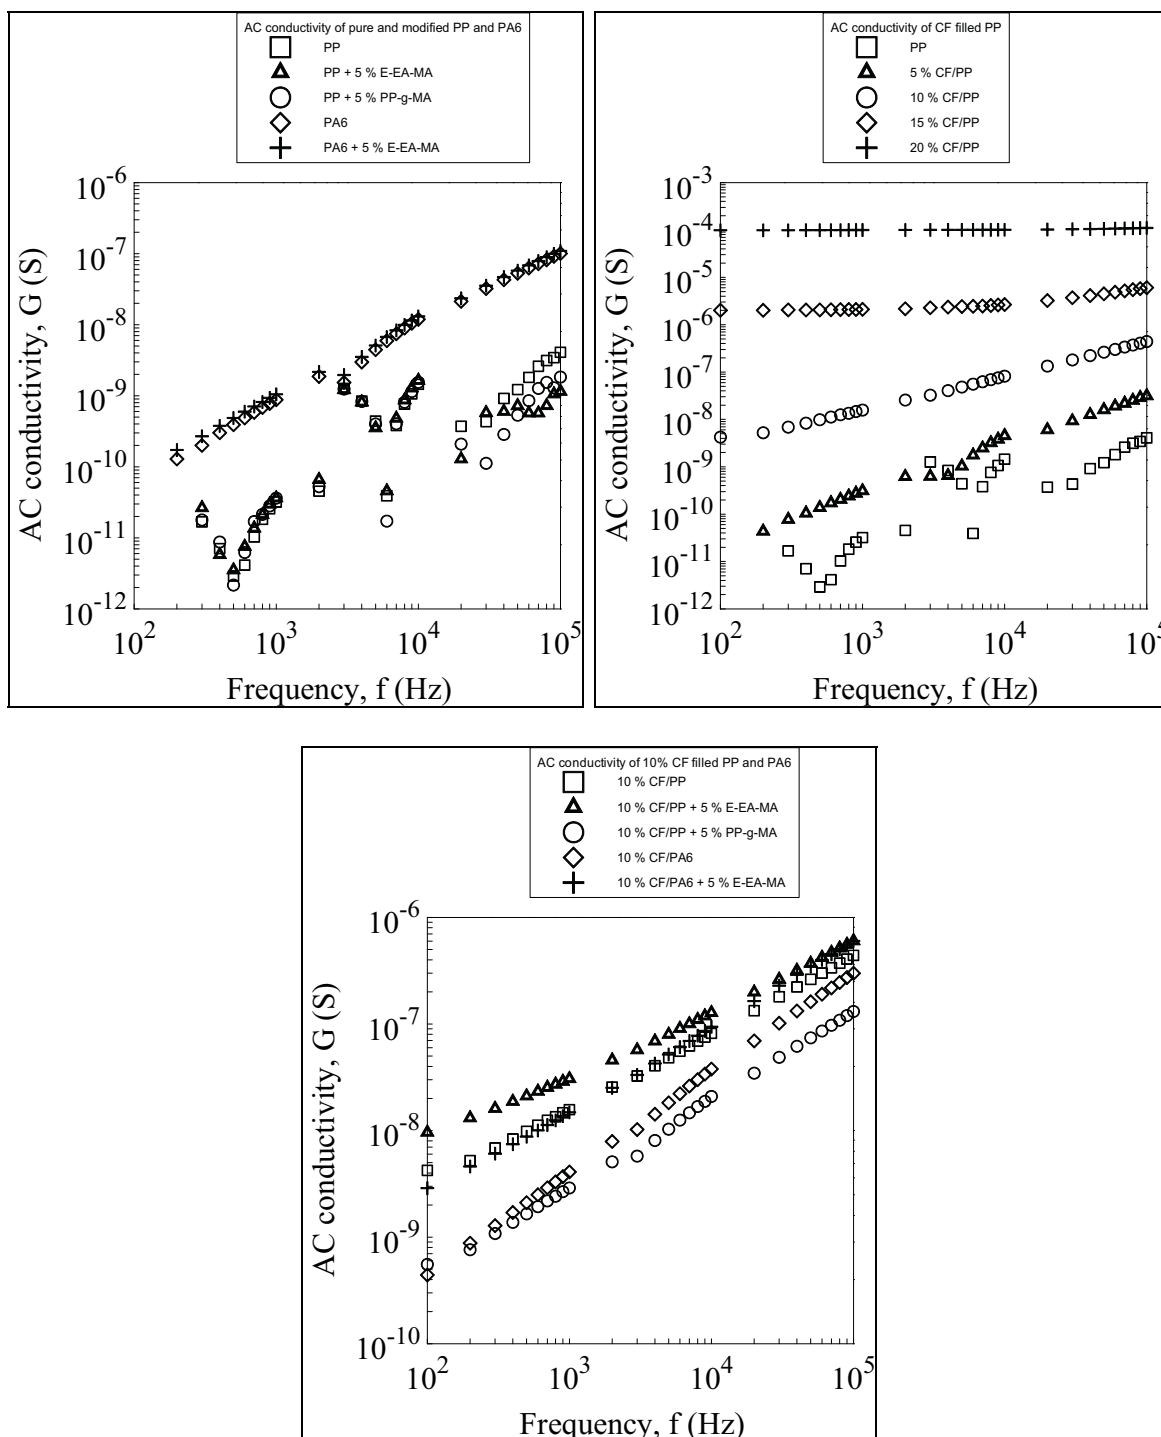 AC conductivity of pure and modified PP and PA6
PP
PP + 5 % E-EA-MA
PP + 5 % PP-g-MA
PA6
PA6 + 5 % E-EA-MA
10^-6
10^-7
10^-8
10^-9
10^-10
10^-11
10^-12
AC conductivity, G (S)
10^2
10^3
10^4
10^5
Frequency, f (Hz)
AC conductivity of CF filled PP
PP
5 % CF/PP
10 % CF/PP
15 % CF/PP
20 % CF/PP
10^-3
10^-4
10^-5
10^-6
10^-7
10^-8
10^-9
10^-10
10^-11
10^-12
AC conductivity, G (S)
10^2
10^3
10^4
10^5
Frequency, f (Hz)
AC conductivity of 10% CF filled PP and PA6
10 % CF/PP
10 % CF/PP + 5 % E-EA-MA
10 % CF/PP + 5 % PP-g-MA
10 % CF/PA6
10 % CF/PA6 + 5 % E-EA-MA
10^-6
10^-7
10^-8
10^-9
10^-10
AC conductivity, G (S)
10^2
10^3
10^4
10^5
Frequency, f (Hz)